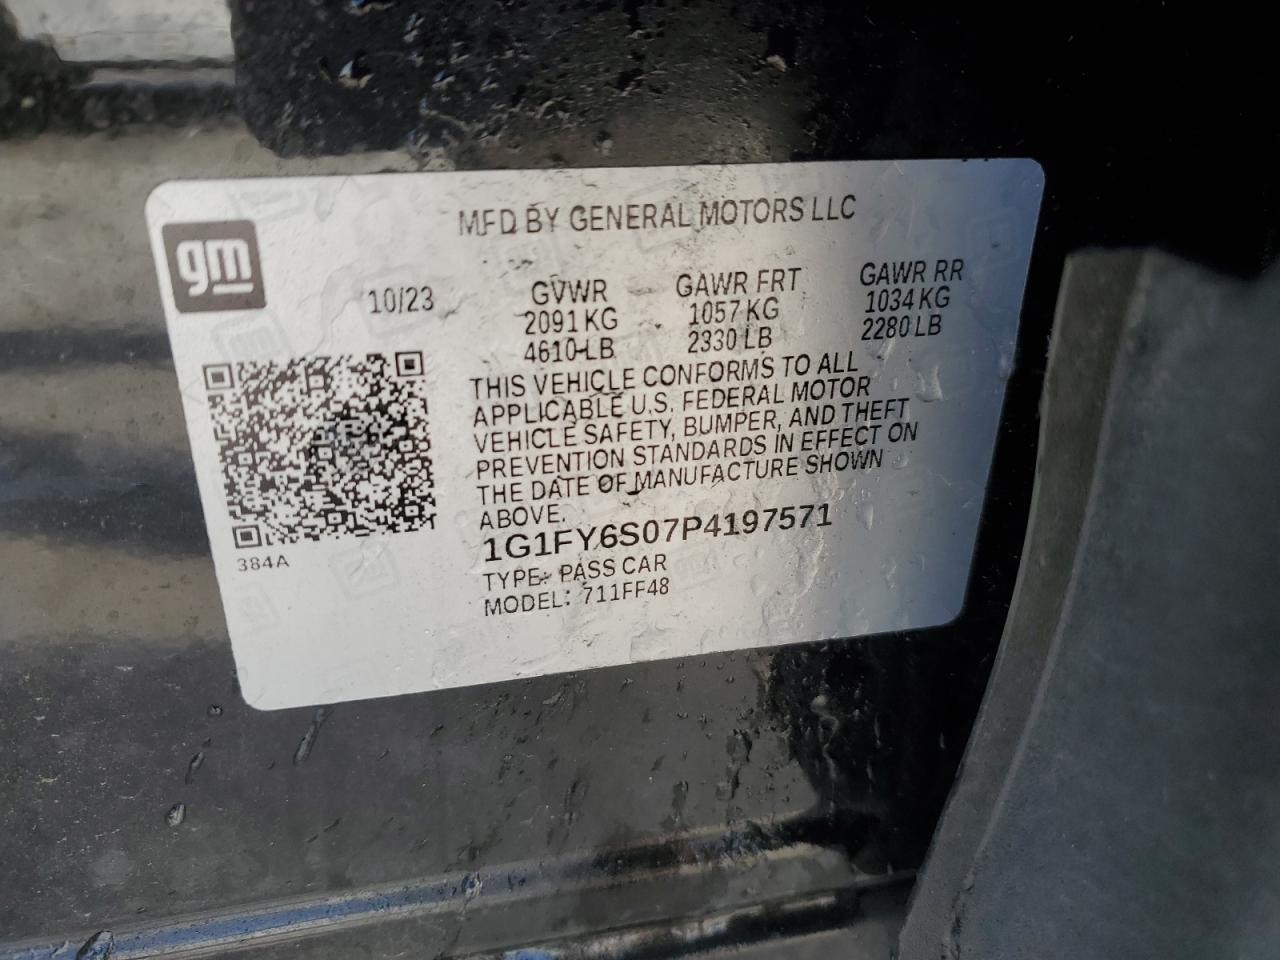 MFD BY GENERAL MOTORS LLC
gm
10/23
GVWR GAWR FRT GAWR RR
2091 KG 1057 KG 1034 KG
4610 LB 2330 LB 2280 LB
THIS VEHICLE CONFORMS TO ALL
APPLICABLE U.S. FEDERAL MOTOR
VEHICLE SAFETY, BUMPER, AND THEFT
PREVENTION STANDARDS IN EFFECT ON
THE DATE OF MANUFACTURE SHOWN
ABOVE.
1G1FY6S07P4197571
TYPE: PASS CAR
MODEL: 711FF48
384A